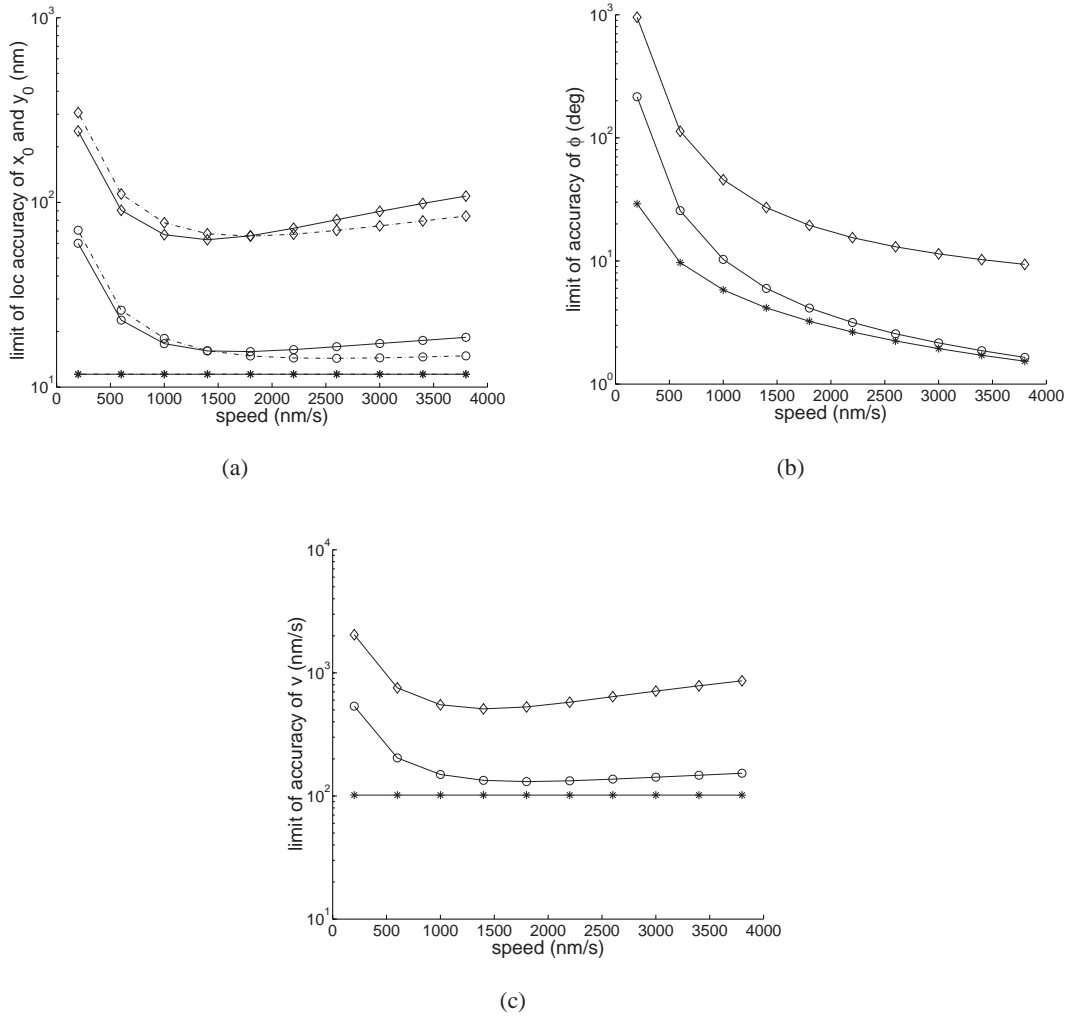 10^3
10^2
10^1
limit of loc accuracy of x_0 and y_0 (nm)
0 500 1000 1500 2000 2500 3000 3500 4000
speed (nm/s)
(a)
10^3
10^2
10^1
10^0
limit of accuracy of ϕ (deg)
0 500 1000 1500 2000 2500 3000 3500 4000
speed (nm/s)
(b)
10^4
10^3
10^2
10^1
limit of accuracy of v (nm/s)
0 500 1000 1500 2000 2500 3000 3500 4000
speed (nm/s)
(c)